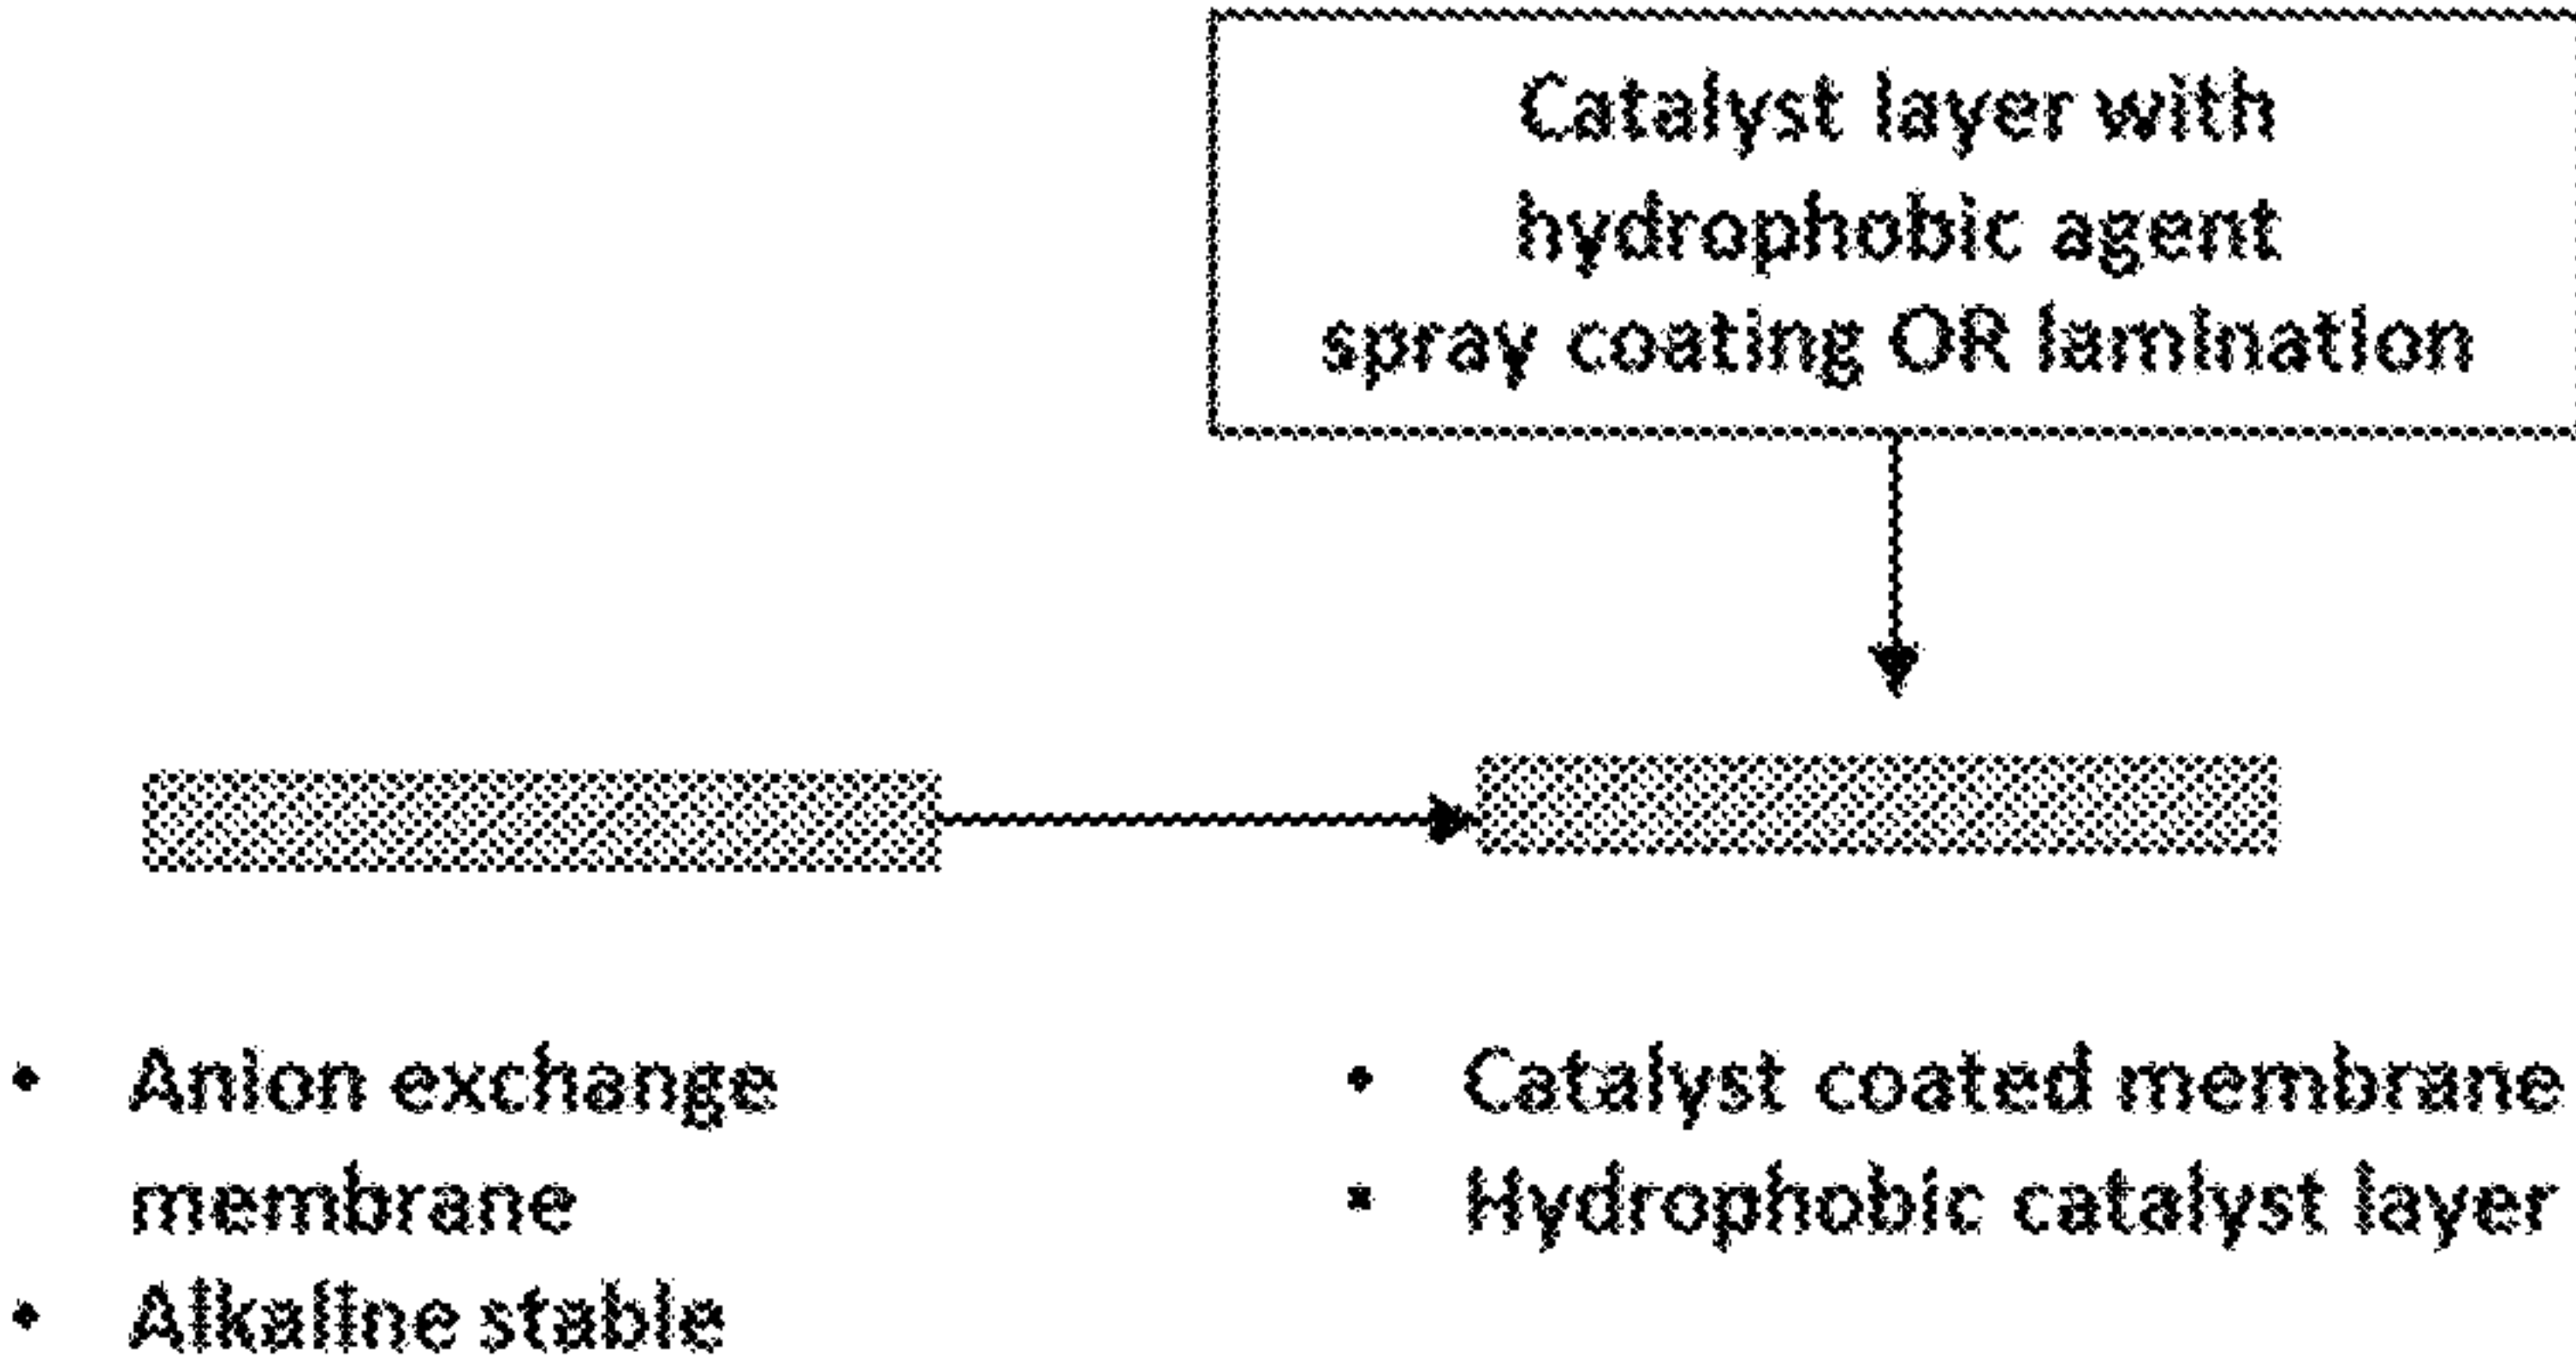 Catalyst layer with
hydrophobic agent
spray coating OR lamination
• Anion exchange
membrane
• Alkaline stable
• Catalyst coated membrane
• Hydrophobic catalyst layer